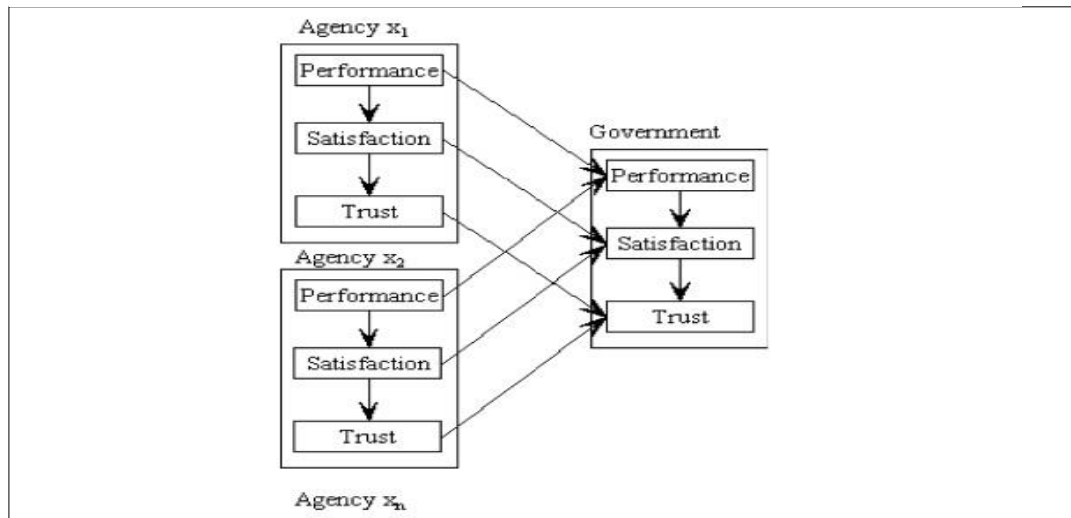 Agency x₁
Performance
Satisfaction
Trust
Agency x₂
Performance
Satisfaction
Trust
Agency xₙ
Government
Performance
Satisfaction
Trust